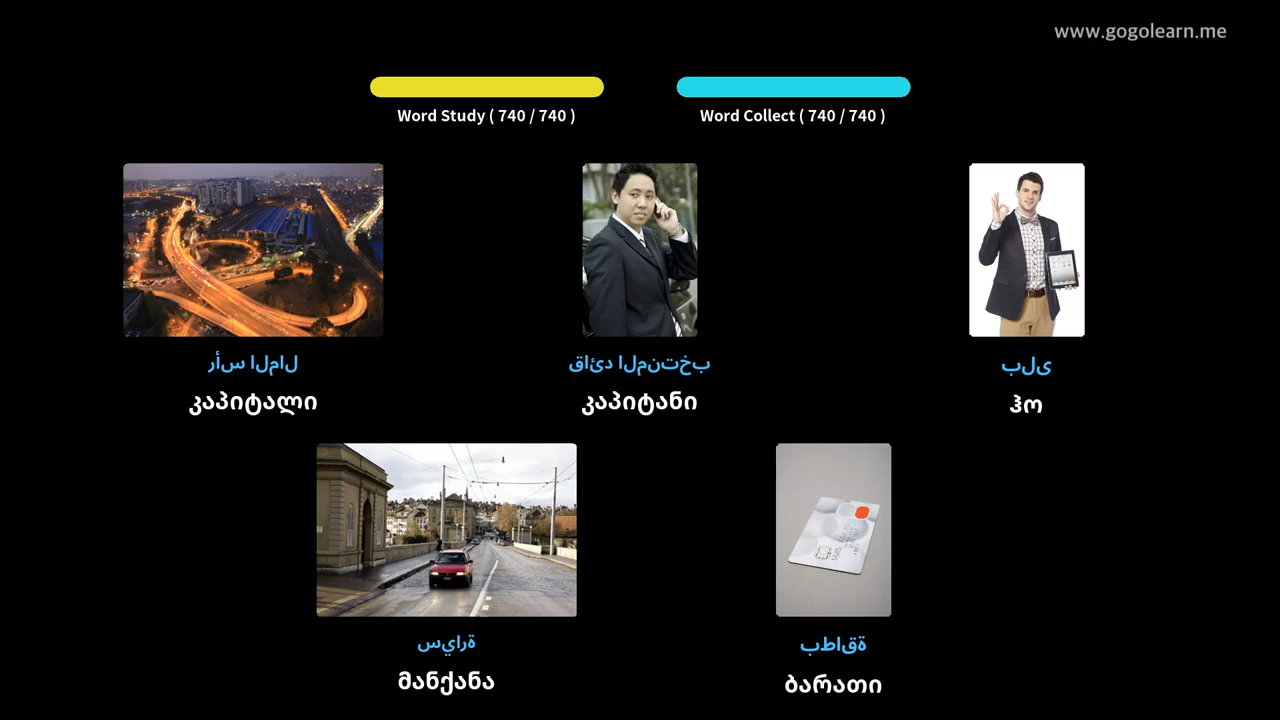 www.gogolearn.me
Word Study ( 740 / 740 )
Word Collect ( 740 / 740 )
رأس المال
კაპიტალი
قائد المنتخب
კაპიტანი
بلى
ჰო
سيارة
მანქანა
بطاقة
ბარათი